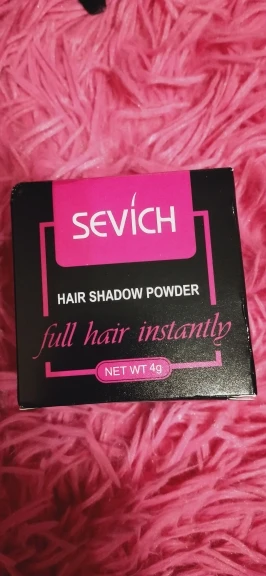 SEVICH
HAIR SHADOW POWDER
full hair instantly
NET WT 4g